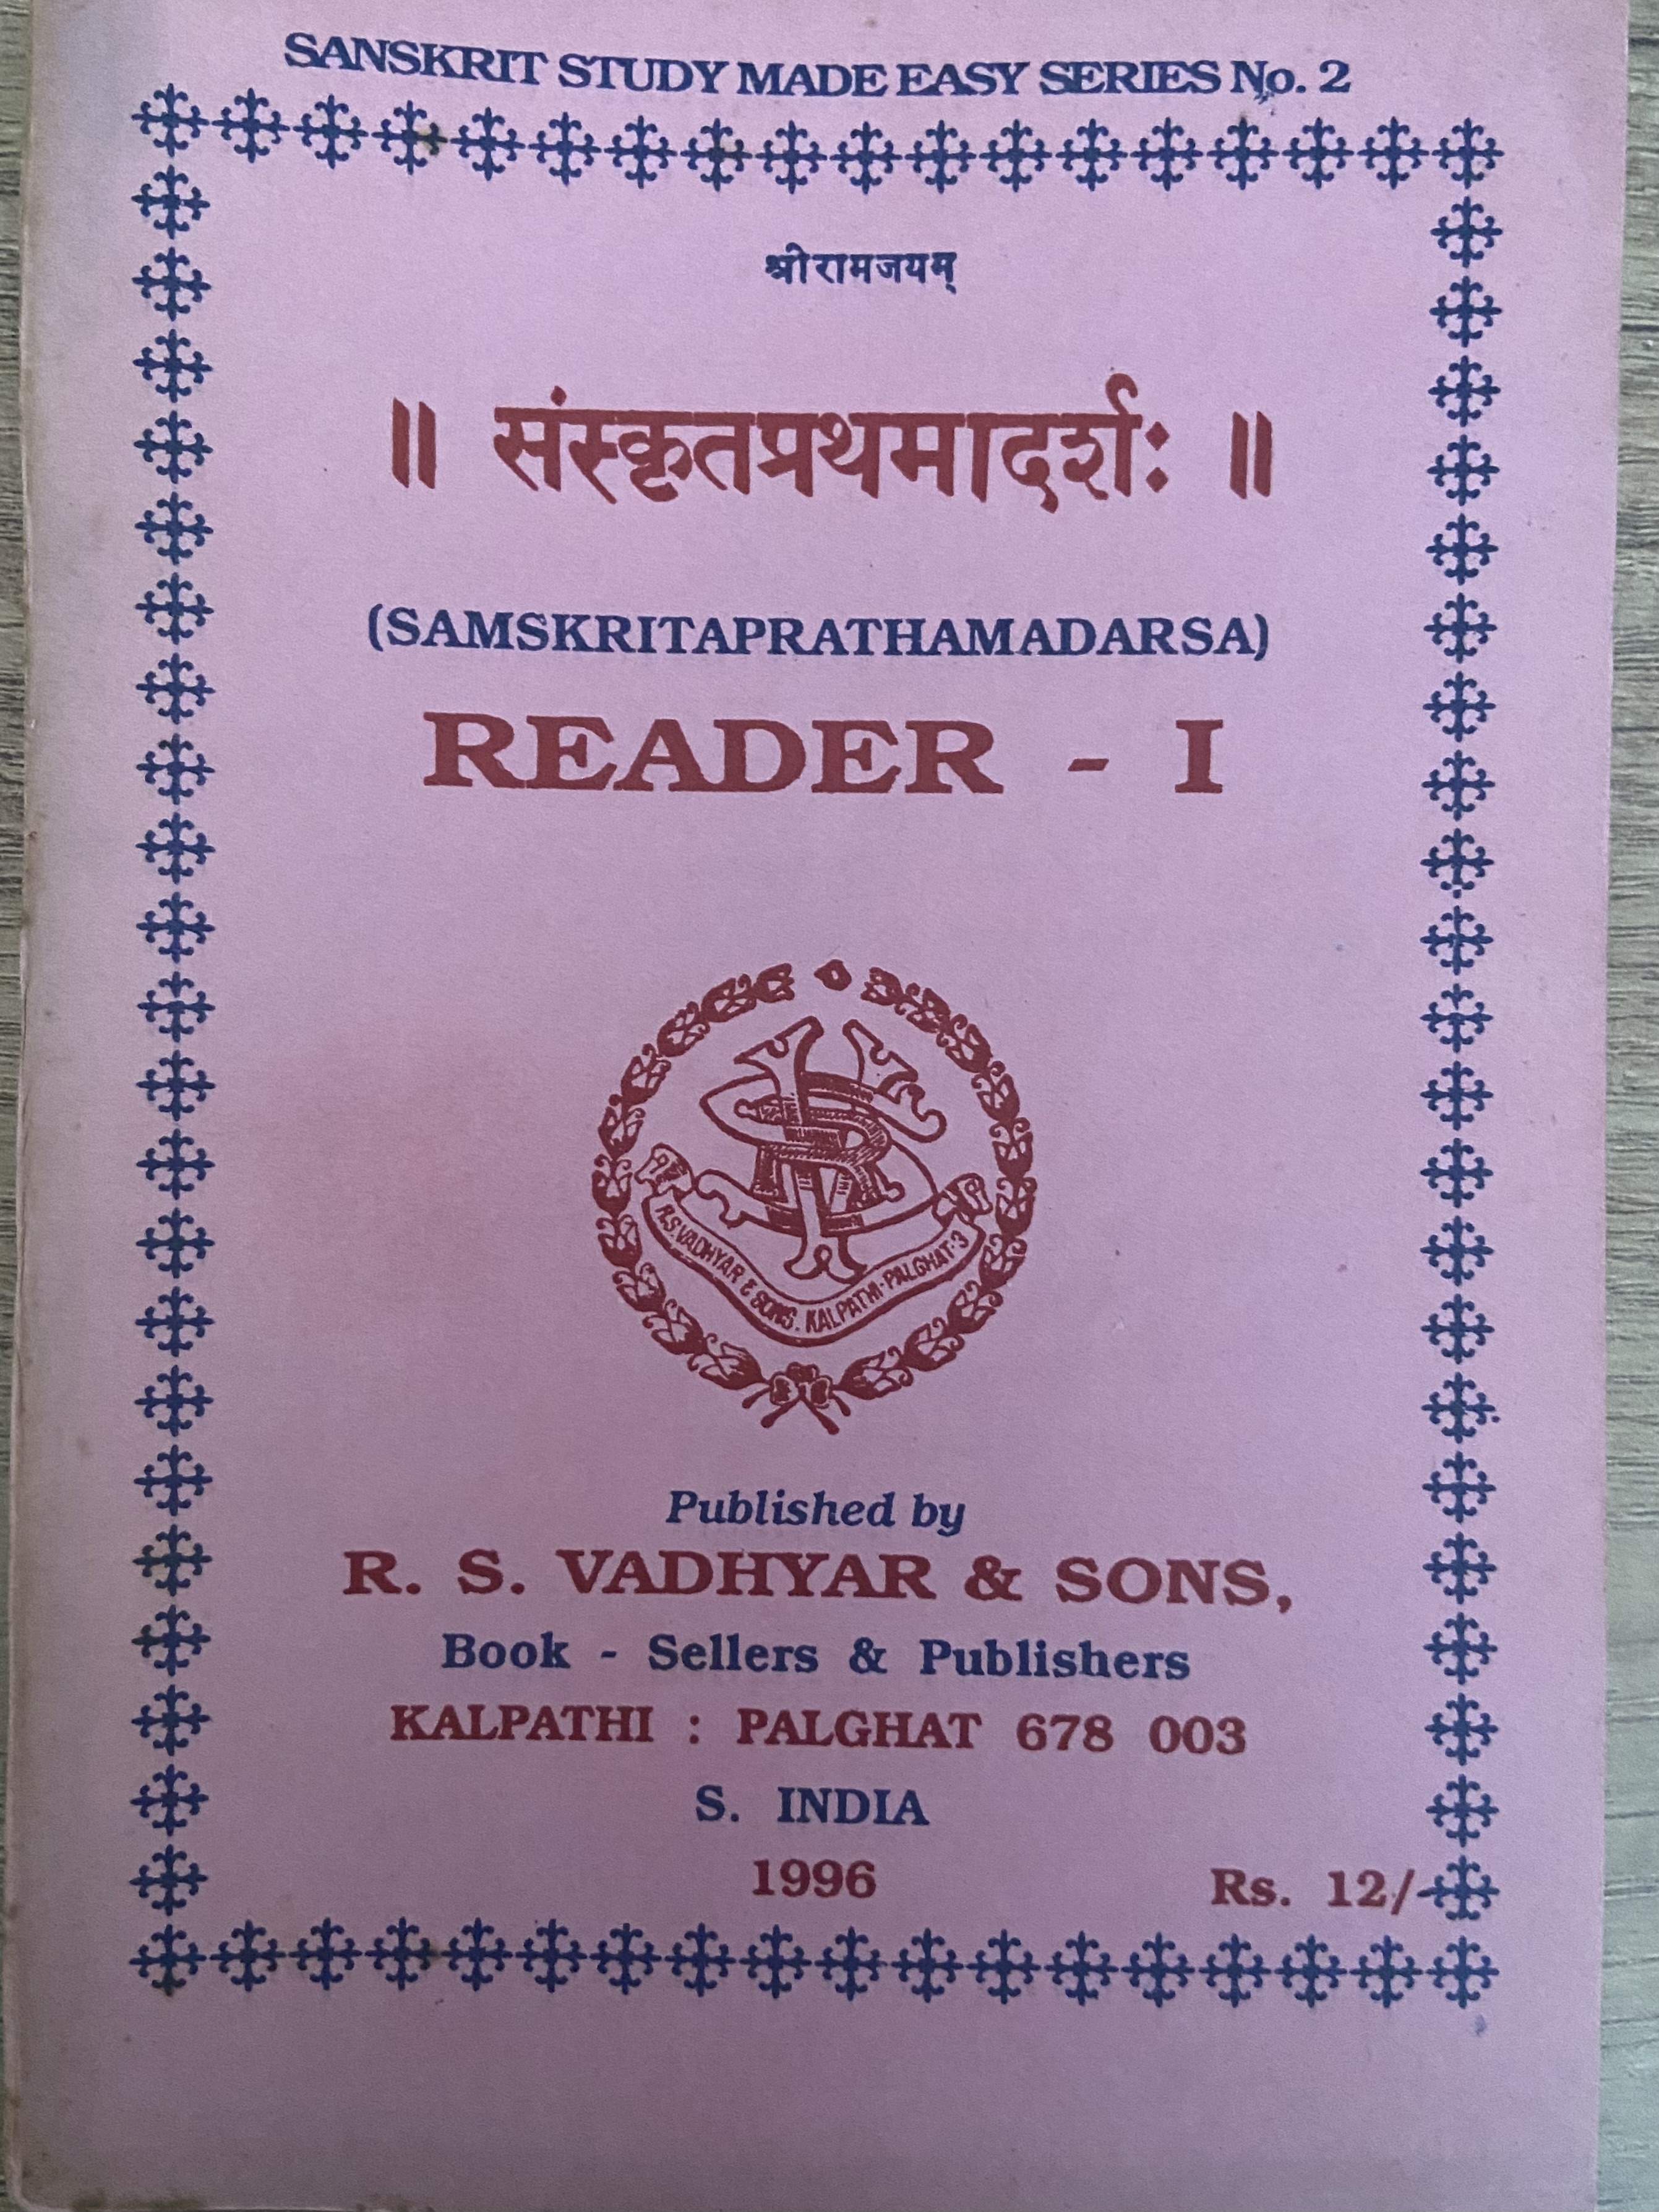 SANSKRIT STUDY MADE EASY SERIES No. 2
श्रीरामजयम्
॥ संस्कृतप्रथमादर्शः ॥
(SAMSKRITAPRATHAMADARSA)
READER - I
R.S.VADHYAR & SONS. KALPATHI-PALGHAT-3
Published by
R. S. VADHYAR & SONS,
Book - Sellers & Publishers
KALPATHI : PALGHAT 678 003
S. INDIA
1996
Rs. 12/-